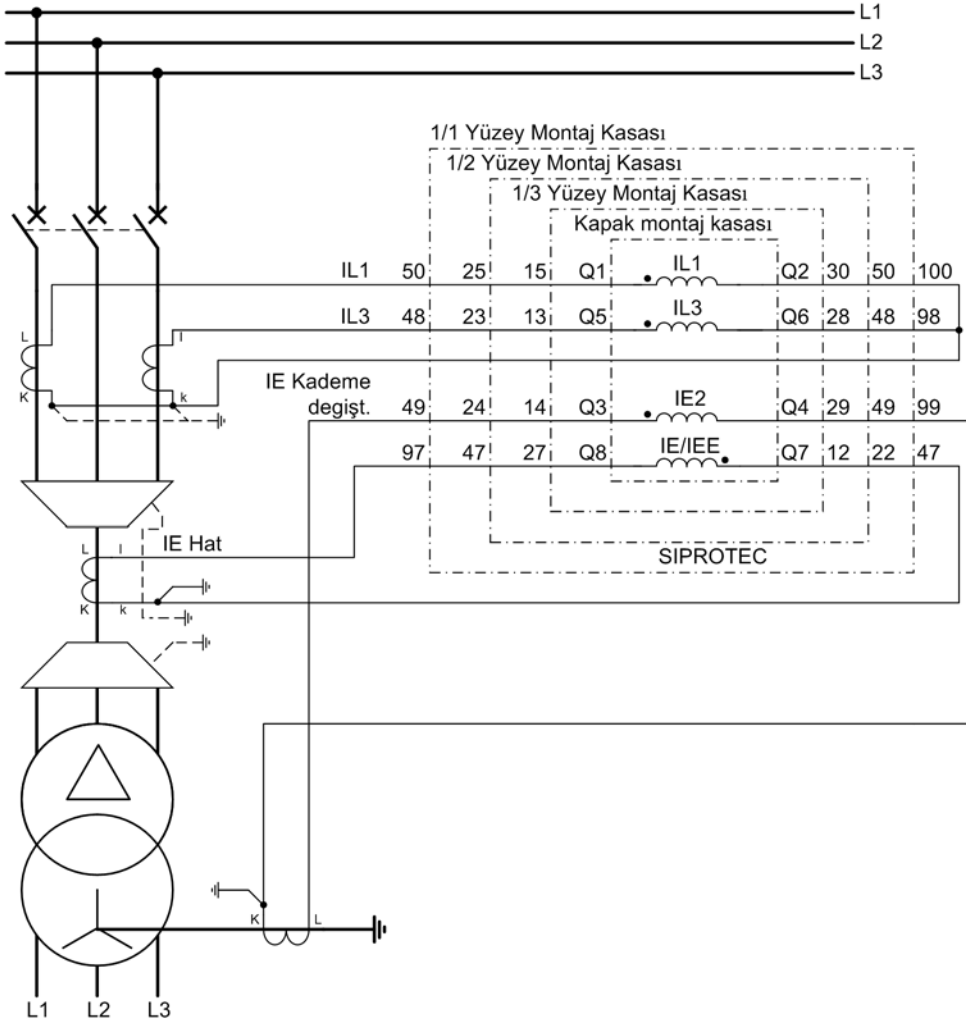 L1
L2
L3
1/1 Yüzey Montaj Kasası
1/2 Yüzey Montaj Kasası
1/3 Yüzey Montaj Kasası
Kapak montaj kasası
IL1 50 25 15 Q1 IL1 Q2 30 50 100
IL3 48 23 13 Q5 IL3 Q6 28 48 98
L l
K k
IE Kademe
değişt. 49 24 14 Q3 IE2 Q4 29 49 99
97 47 27 Q8 IE/IEE Q7 12 22 47
SIPROTEC
IE Hat
L l
K k
K L
L1 L2 L3